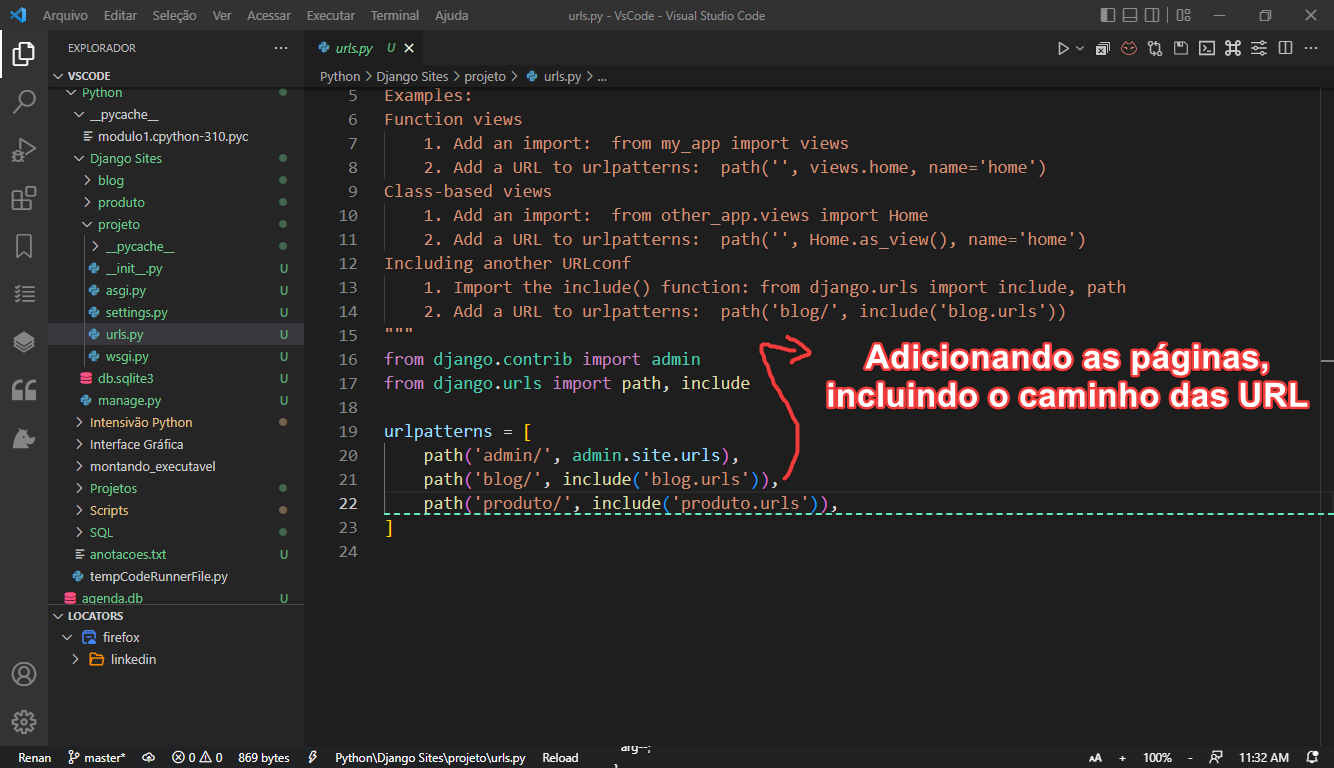 Arquivo Editar Seleção Ver Acessar Executar Terminal Ajuda
urls.py - VsCode - Visual Studio Code
EXPLORADOR
VSCODE
Python
__pycache__
modulo1.cpython-310.pyc
Django Sites
blog
produto
projeto
__pycache__
__init__.py U
asgi.py U
settings.py U
urls.py U
wsgi.py U
db.sqlite3 U
manage.py U
Intensivão Python
Interface Gráfica
montando_executavel
Projetos
Scripts
SQL
anotacoes.txt U
tempCodeRunnerFile.py
agenda.db U
LOCATORS
firefox
linkedin
urls.py U
Python > Django Sites > projeto > urls.py > ...
5 Examples:
6 Function views
7 1. Add an import:  from my_app import views
8 2. Add a URL to urlpatterns:  path('', views.home, name='home')
9 Class-based views
10 1. Add an import:  from other_app.views import Home
11 2. Add a URL to urlpatterns:  path('', Home.as_view(), name='home')
12 Including another URLconf
13 1. Import the include() function: from django.urls import include, path
14 2. Add a URL to urlpatterns:  path('blog/', include('blog.urls'))
15 """
16 from django.contrib import admin
17 from django.urls import path, include
18
19 urlpatterns = [
20 path('admin/', admin.site.urls),
21 path('blog/', include('blog.urls')),
22 path('produto/', include('produto.urls')),
23 ]
24
Adicionando as páginas,
incluindo o caminho das URL
Renan master* 0 0 869 bytes Python\Django Sites\projeto\urls.py Reload arg--; AA + 100% - 11:32 AM